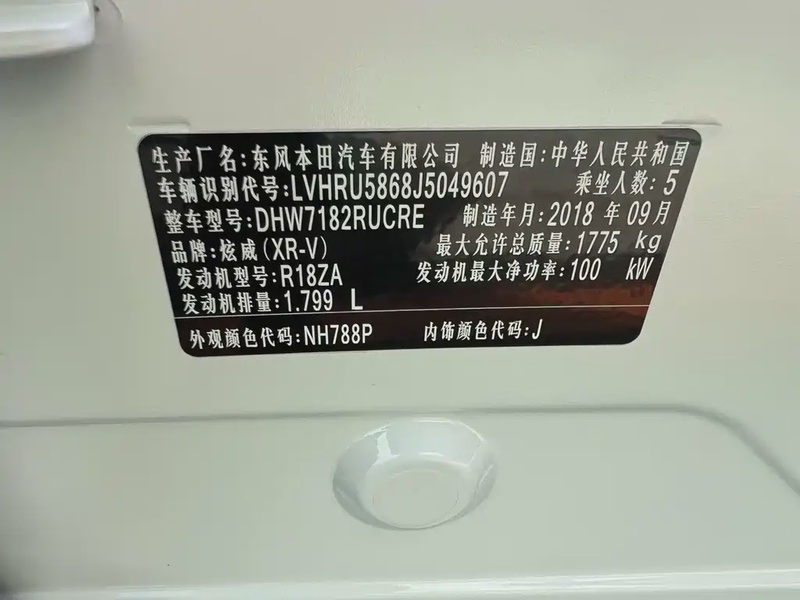 生产厂名:东风本田汽车有限公司 制造国:中华人民共和国
车辆识别代号:LVHRU5868J5049607 乘坐人数:5
整车型号:DHW7182RUCRE 制造年月:2018 年 09月
品牌:炫威(XR-V) 最大允许总质量:1775 kg
发动机型号:R18ZA 发动机最大净功率:100 kW
发动机排量:1.799 L
外观颜色代码:NH788P 内饰颜色代码:J